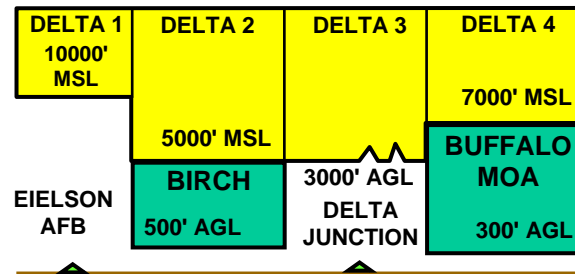 DELTA 1
10000'
MSL
DELTA 2
5000' MSL
DELTA 3
DELTA 4
7000' MSL
EIELSON
AFB
BIRCH
500' AGL
3000' AGL
DELTA
JUNCTION
BUFFALO
MOA
300' AGL